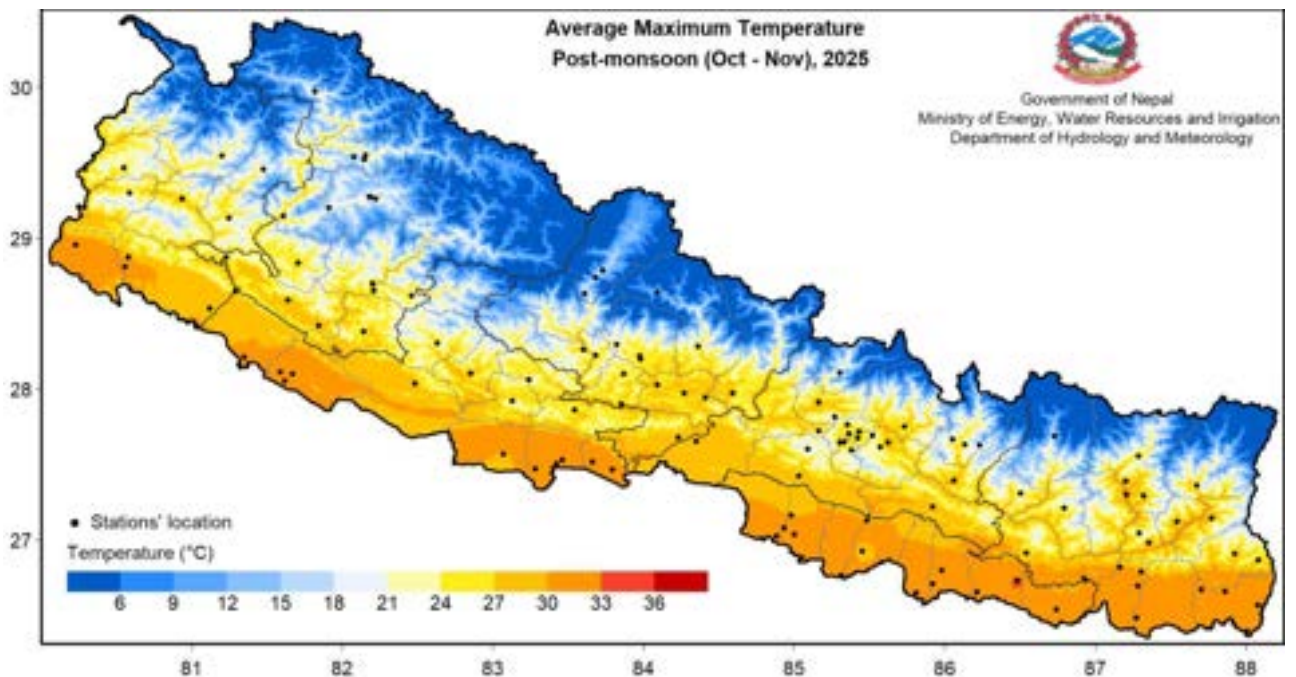 Average Maximum Temperature
Post-monsoon (Oct - Nov), 2025
Government of Nepal
Ministry of Energy, Water Resources and Irrigation
Department of Hydrology and Meteorology
30
29
28
27
Stations' location
Temperature (°C)
6 9 12 15 18 21 24 27 30 33 36
81 82 83 84 85 86 87 88